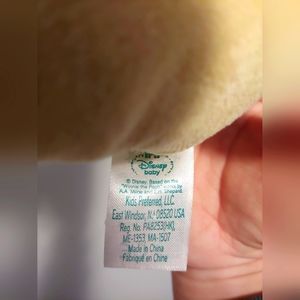 Disney
baby
© Disney. Based on the
"Winnie the Pooh" works by
A.A. Milne and E.H. Shepard.
Kids Preferred, LLC.
East Windsor, NJ 08520 USA
Reg. No. PA8253(HK),
ME-1353, MA-1507
Made in China
Fabriqué en Chine